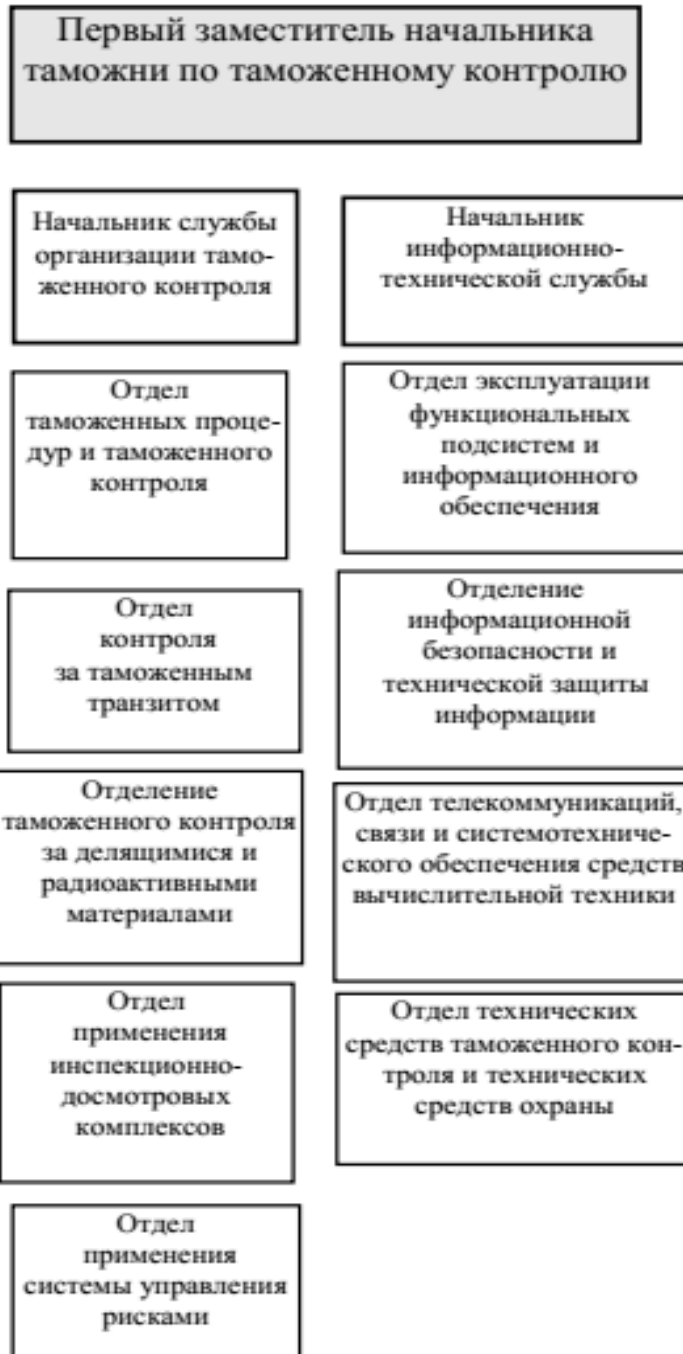 Первый заместитель начальника
таможни по таможенному контролю
Начальник службы
организации тамо-
женного контроля
Отдел
таможенных проце-
дур и таможенного
контроля
Отдел
контроля
за таможенным
транзитом
Отделение
таможенного контроля
за делящимися и
радиоактивными
материалами
Отдел
применения
инспекционно-
досмотровых
комплексов
Отдел
применения
системы управления
рисками
Начальник
информационно-
технической службы
Отдел эксплуатации
функциональных
подсистем и
информационного
обеспечения
Отделение
информационной
безопасности и
технической защиты
информации
Отдел телекоммуникаций,
связи и системотехниче-
ского обеспечения средств
вычислительной техники
Отдел технических
средств таможенного кон-
троля и технических
средств охраны